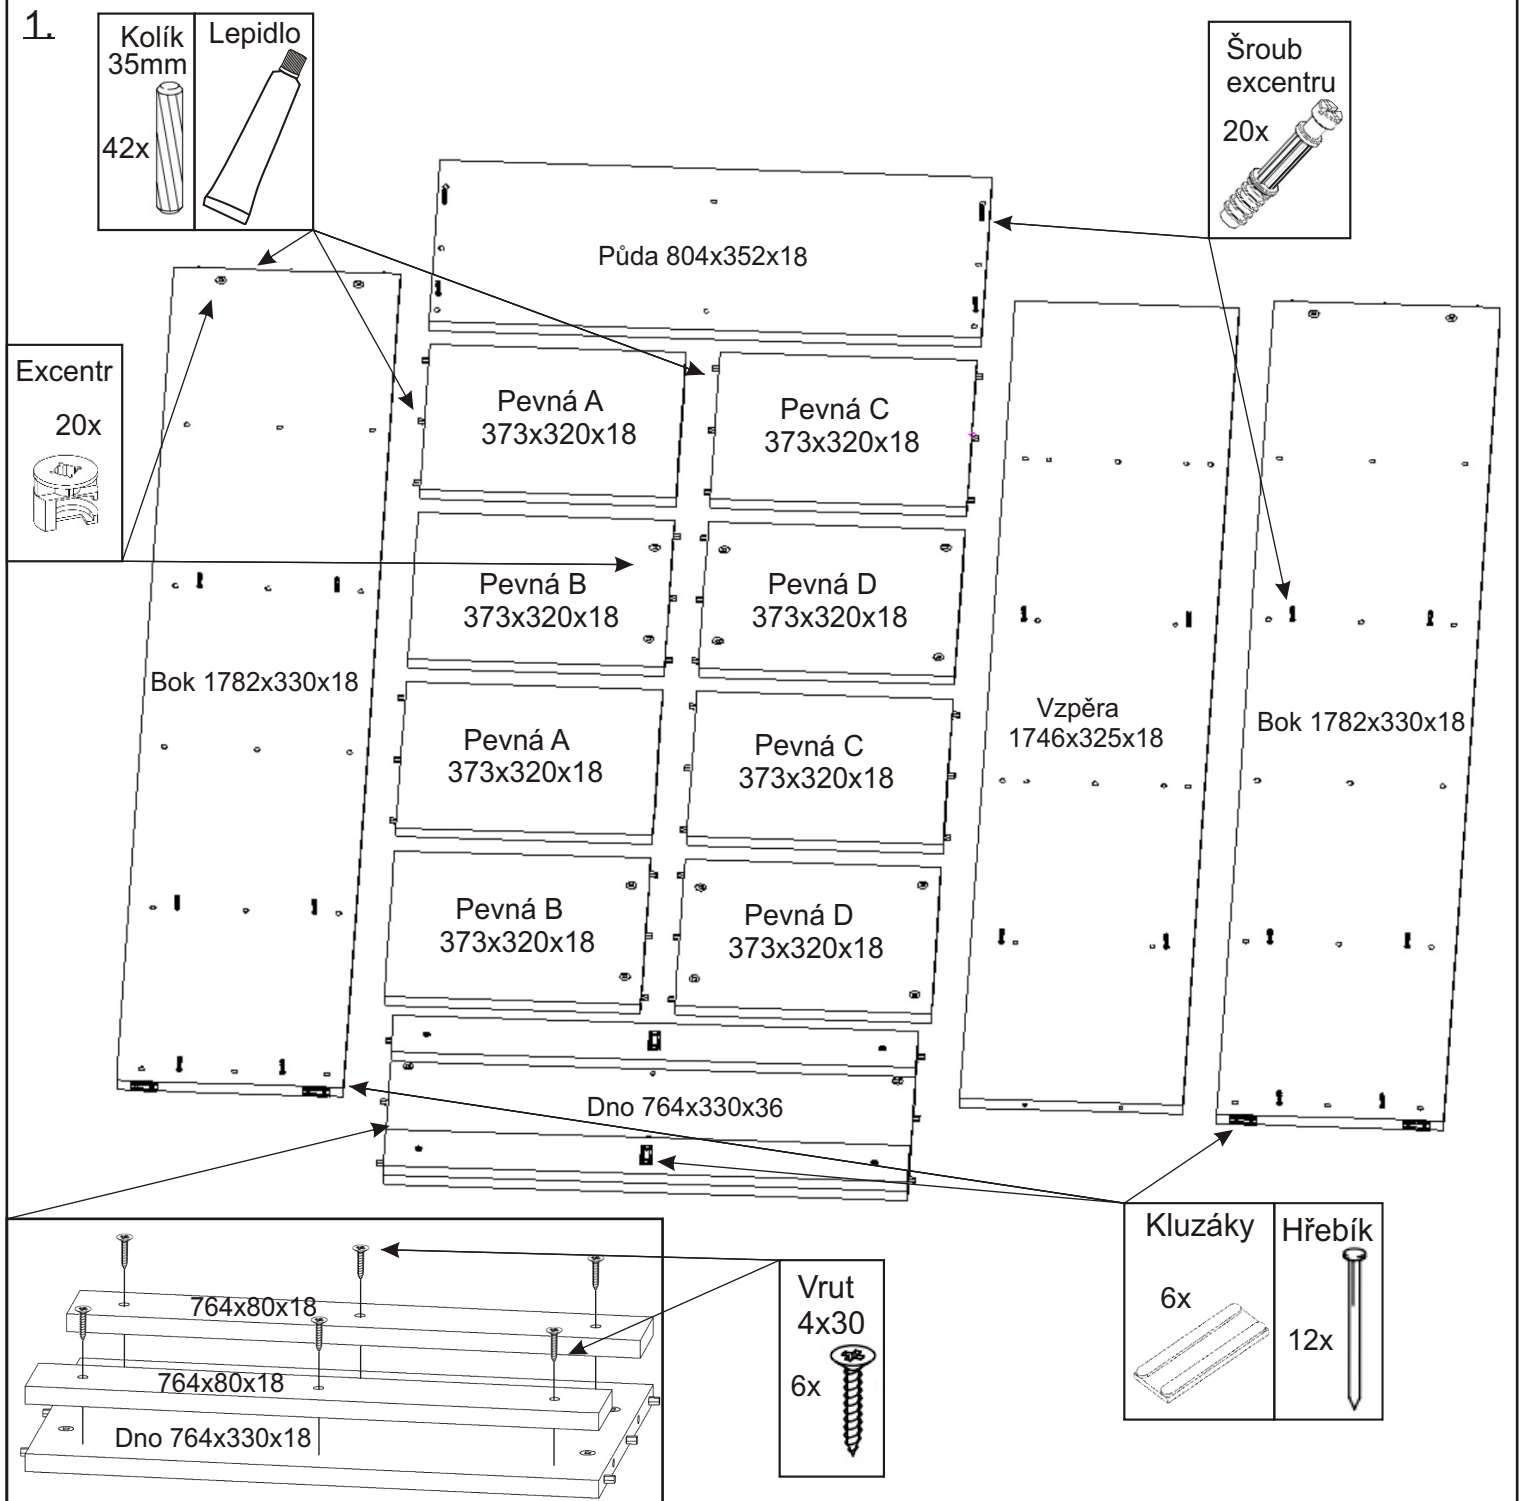 1.
Kolík
35mm
42x
Lepidlo
Šroub
excentru
20x
Půda 804x352x18
Excentr
20x
Pevná A
373x320x18
Pevná C
373x320x18
Pevná B
373x320x18
Pevná D
373x320x18
Bok 1782x330x18
Pevná A
373x320x18
Pevná C
373x320x18
Vzpěra
1746x325x18
Bok 1782x330x18
Pevná B
373x320x18
Pevná D
373x320x18
Dno 764x330x36
764x80x18
764x80x18
Dno 764x330x18
Vrut
4x30
6x
Kluzáky
6x
Hřebík
12x